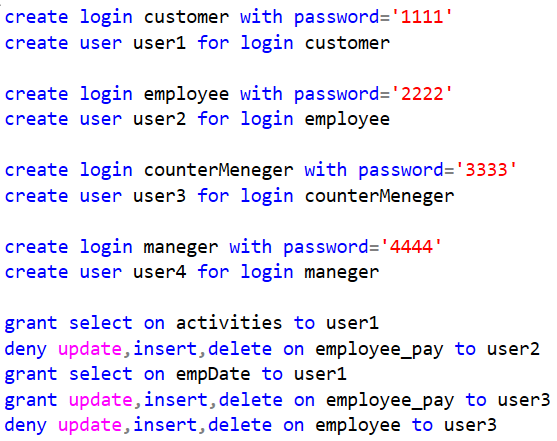 create login customer with password='1111'
create user user1 for login customer
create login employee with password='2222'
create user user2 for login employee
create login counterMeneger with password='3333'
create user user3 for login counterMeneger
create login maneger with password='4444'
create user user4 for login maneger
grant select on activities to user1
deny update,insert,delete on employee_pay to user2
grant select on empDate to user1
grant update,insert,delete on employee_pay to user3
deny update,insert,delete on employee to user3